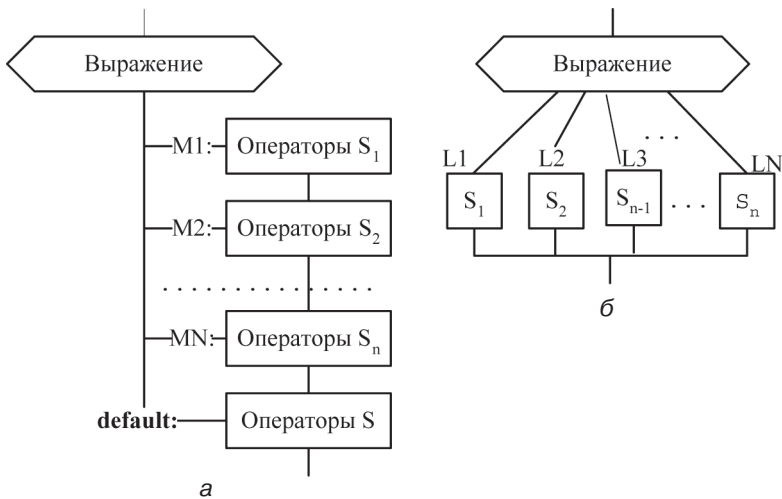 Выражение
M1: Операторы S1
M2: Операторы S2
. . . . . . . . . . . . . . .
MN: Операторы Sn
default: Операторы S
а
Выражение
. . .
L1 L2 L3 LN
S1 S2 Sn-1 . . . Sn
б